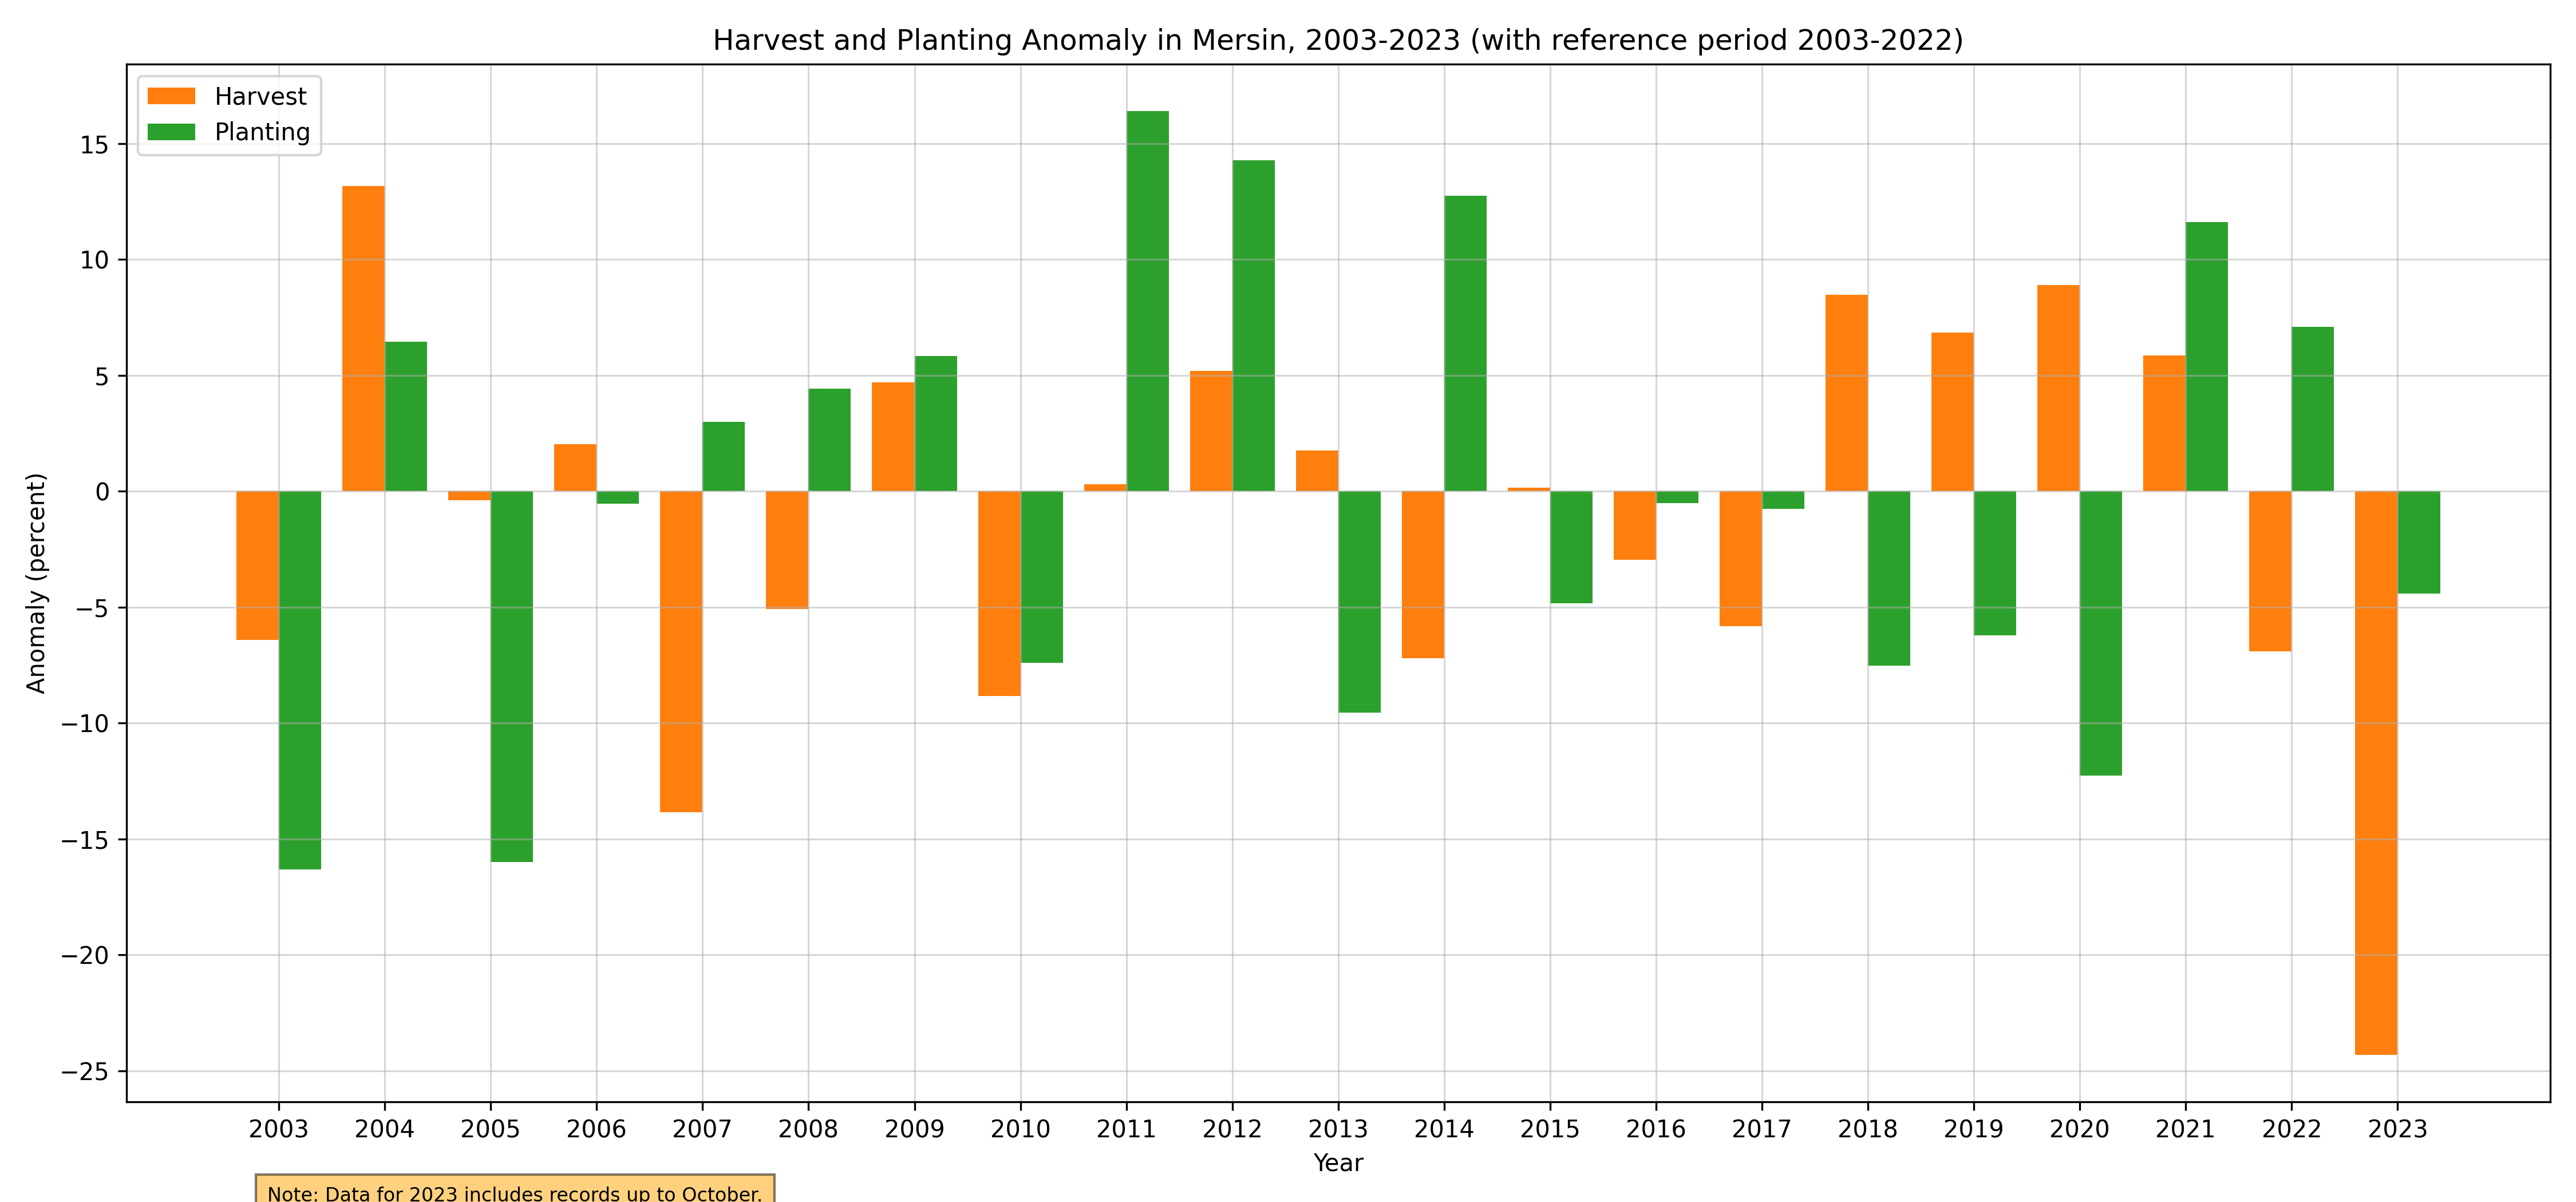 Harvest and Planting Anomaly in Mersin, 2003-2023 (with reference period 2003-2022)
Harvest
Planting
15
10
5
0
−5
−10
−15
−20
−25
Anomaly (percent)
2003 2004 2005 2006 2007 2008 2009 2010 2011 2012 2013 2014 2015 2016 2017 2018 2019 2020 2021 2022 2023
Year
Note: Data for 2023 includes records up to October.